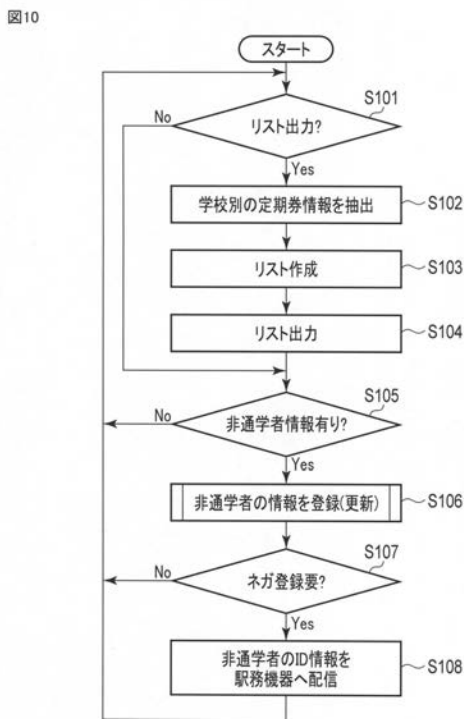 図10
スタート
S101
No
リスト出力?
Yes
学校別の定期券情報を抽出
S102
リスト作成
S103
リスト出力
S104
S105
No
非通学者情報有り?
Yes
非通学者の情報を登録(更新)
S106
S107
No
ネガ登録要?
Yes
非通学者のID情報を
駅務機器へ配信
S108